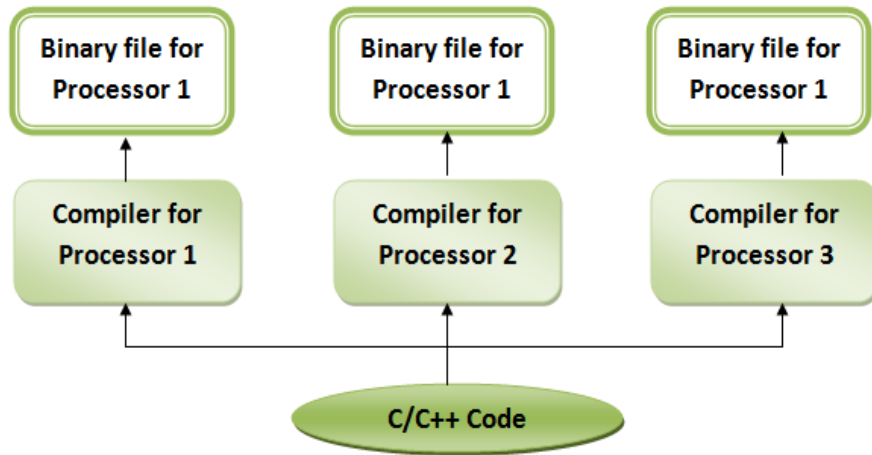 Binary file for
Processor 1
Binary file for
Processor 1
Binary file for
Processor 1
Compiler for
Processor 1
Compiler for
Processor 2
Compiler for
Processor 3
C/C++ Code